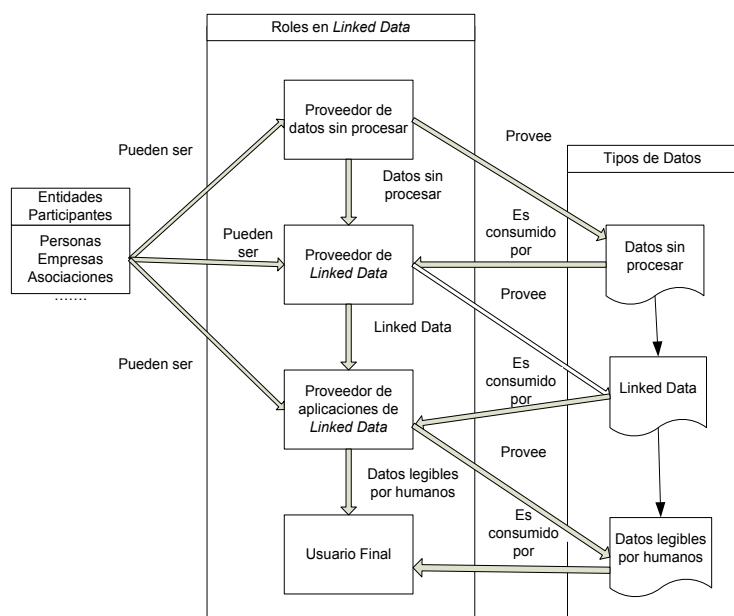 Roles en Linked Data
Proveedor de
datos sin procesar
Pueden ser
Provee
Tipos de Datos
Datos sin
procesar
Entidades
Participantes
Personas
Empresas
Asociaciones
.......
Pueden
ser
Es
consumido
por
Proveedor de
Linked Data
Datos sin
procesar
Provee
Linked Data
Pueden ser
Es
consumido
por
Linked Data
Proveedor de
aplicaciones de
Linked Data
Provee
Datos legibles
por humanos
Es
consumido
por
Usuario Final
Datos legibles
por humanos